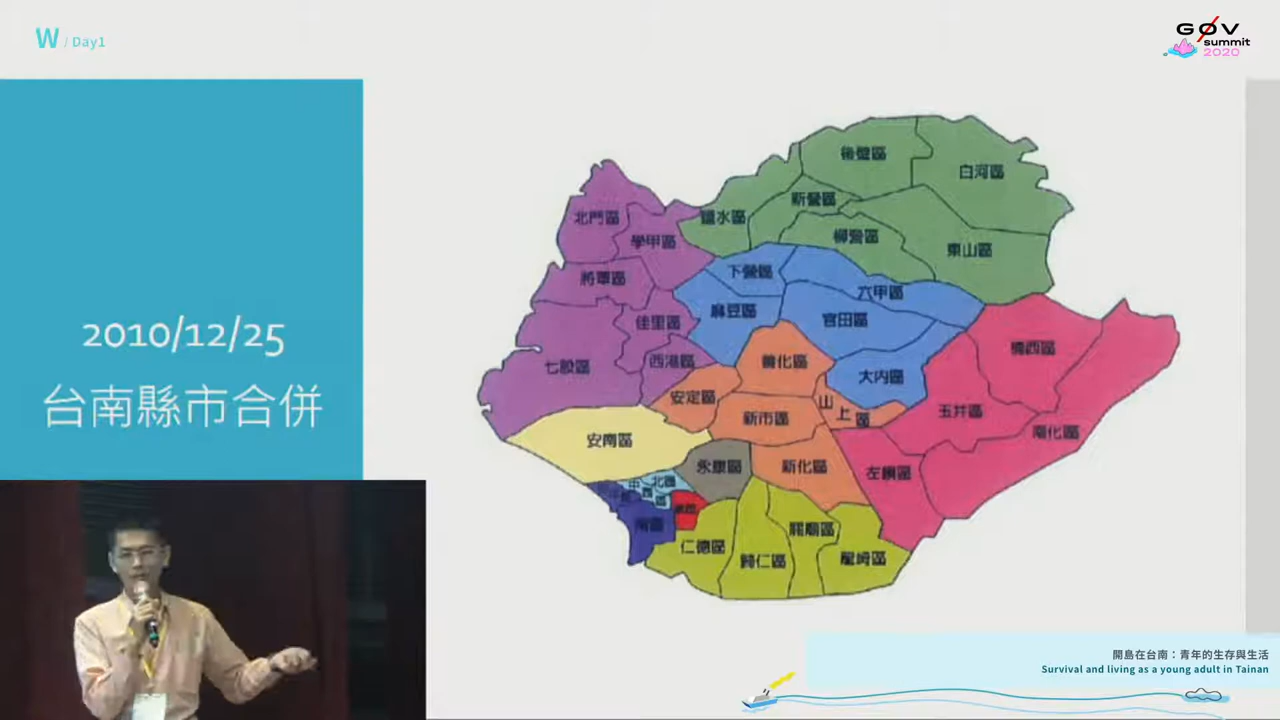 W / Day1
GØV
summit
2020
2010/12/25
台南縣市合併
後壁區
白河區
新營區
鹽水區
北門區
學甲區
柳營區
東山區
下營區
將軍區
六甲區
麻豆區
官田區
佳里區
楠西區
七股區
西港區
善化區
大內區
安定區
山上區
玉井區
新市區
南化區
安南區
永康區
新化區
左鎮區
北區
中西區
東區
南區
仁德區
關廟區
歸仁區
龍崎區
開島在台南：青年的生存與生活
Survival and living as a young adult in Tainan